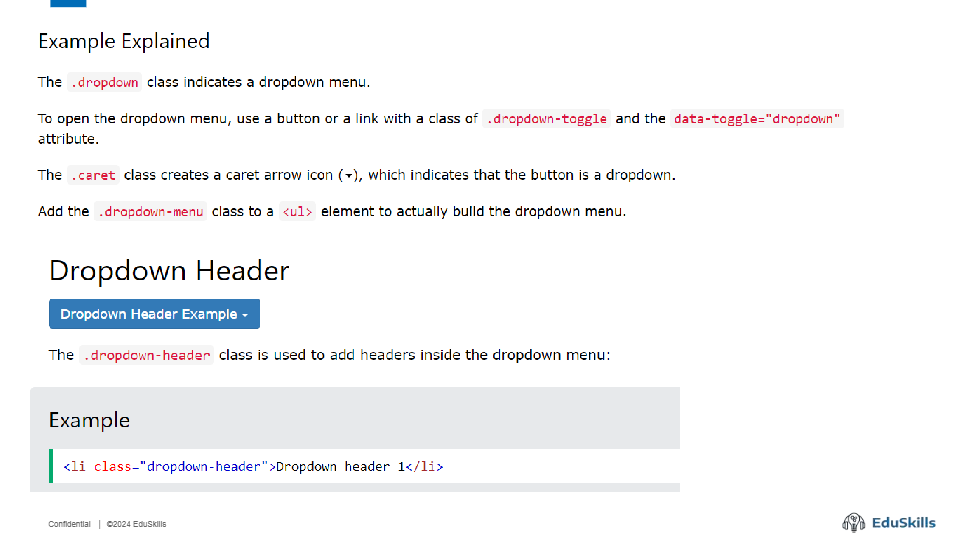 Example Explained
The .dropdown class indicates a dropdown menu.
To open the dropdown menu, use a button or a link with a class of .dropdown-toggle and the data-toggle="dropdown"
attribute.
The .caret class creates a caret arrow icon (▾), which indicates that the button is a dropdown.
Add the .dropdown-menu class to a <ul> element to actually build the dropdown menu.
Dropdown Header
Dropdown Header Example ▾
The .dropdown-header class is used to add headers inside the dropdown menu:
Example
<li class="dropdown-header">Dropdown header 1</li>
Confidential | ©2024 EduSkills
EduSkills